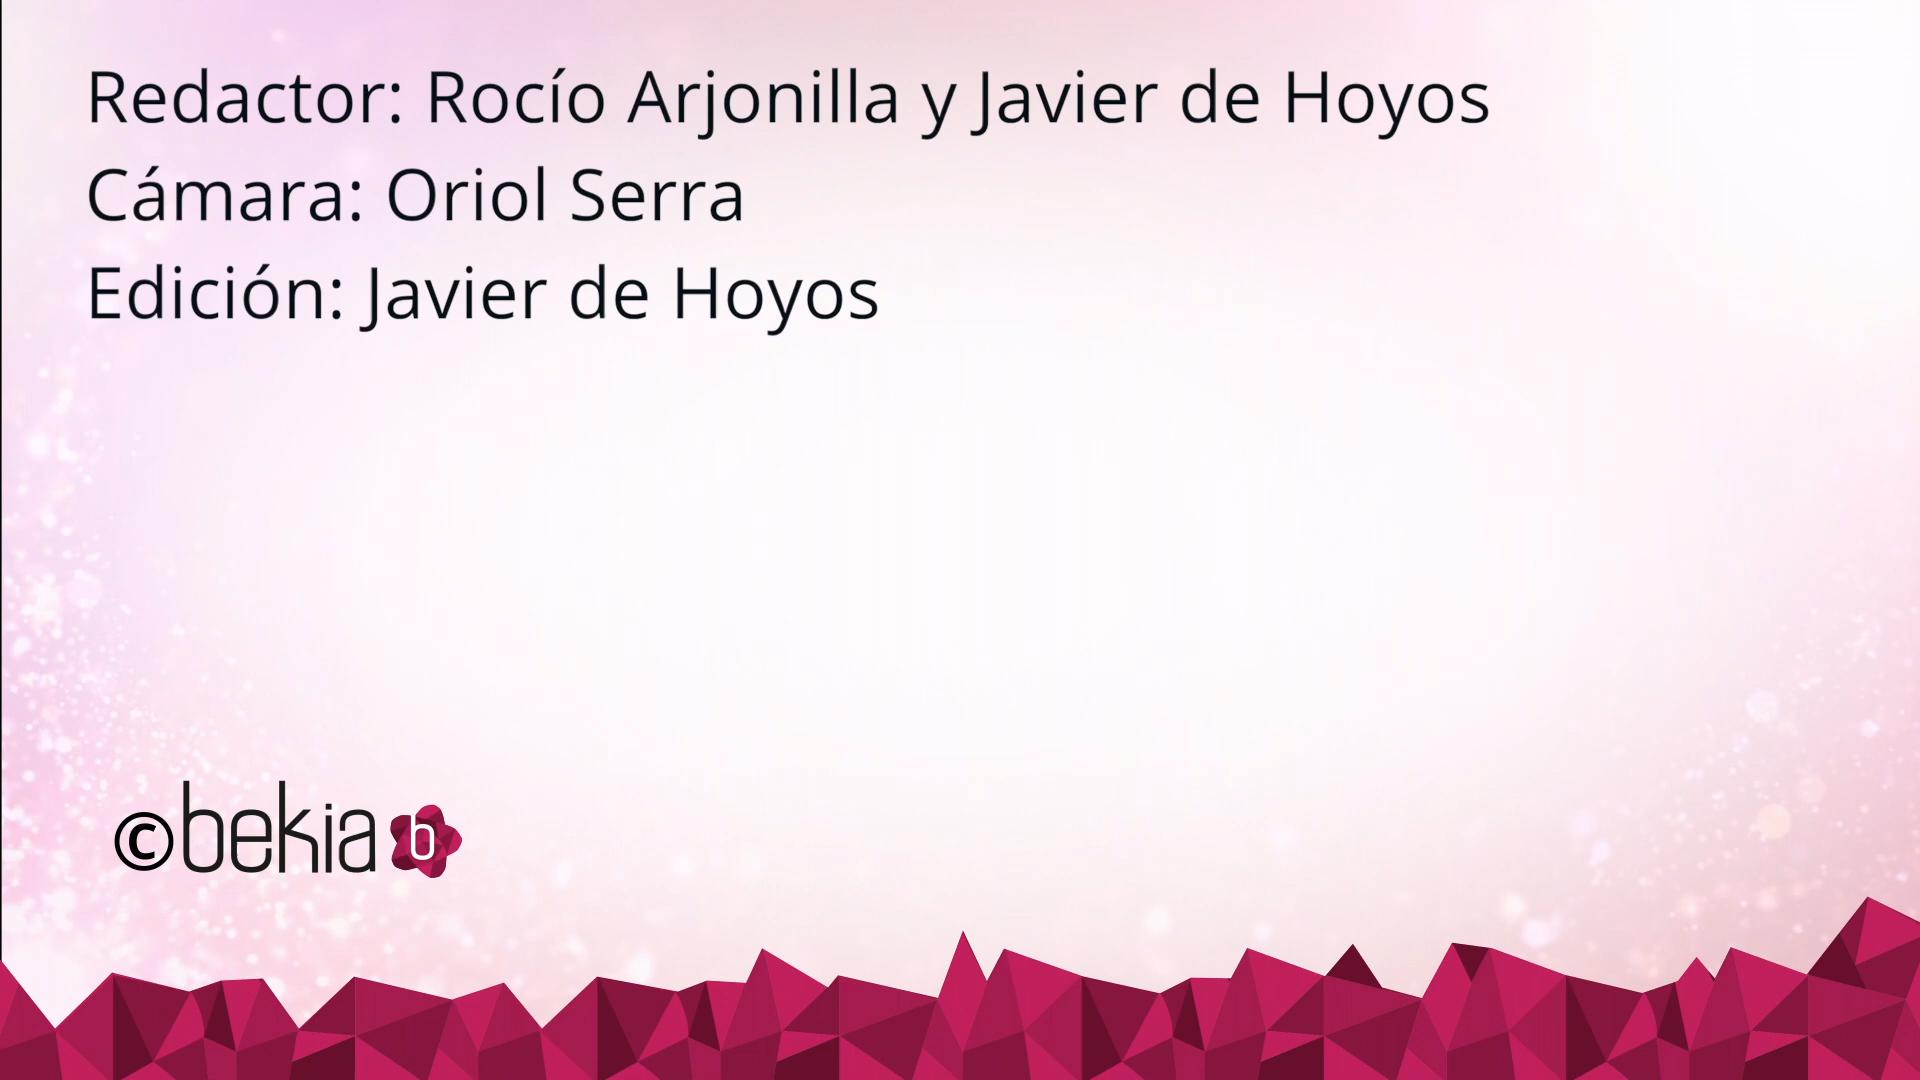 Redactor: Rocío Arjonilla y Javier de Hoyos
Cámara: Oriol Serra
Edición: Javier de Hoyos
©bekia b